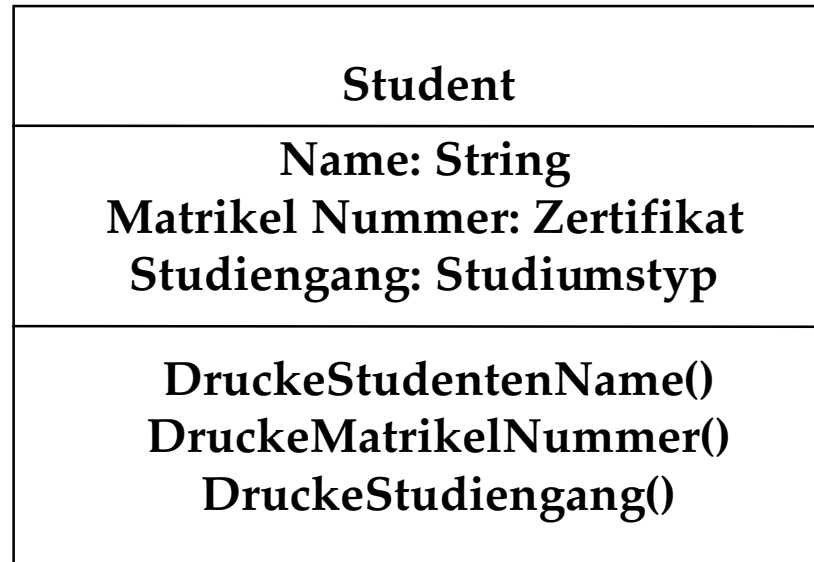 Student
Name: String
Matrikel Nummer: Zertifikat
Studiengang: Studiumstyp
DruckeStudentenName()
DruckeMatrikelNummer()
DruckeStudiengang()